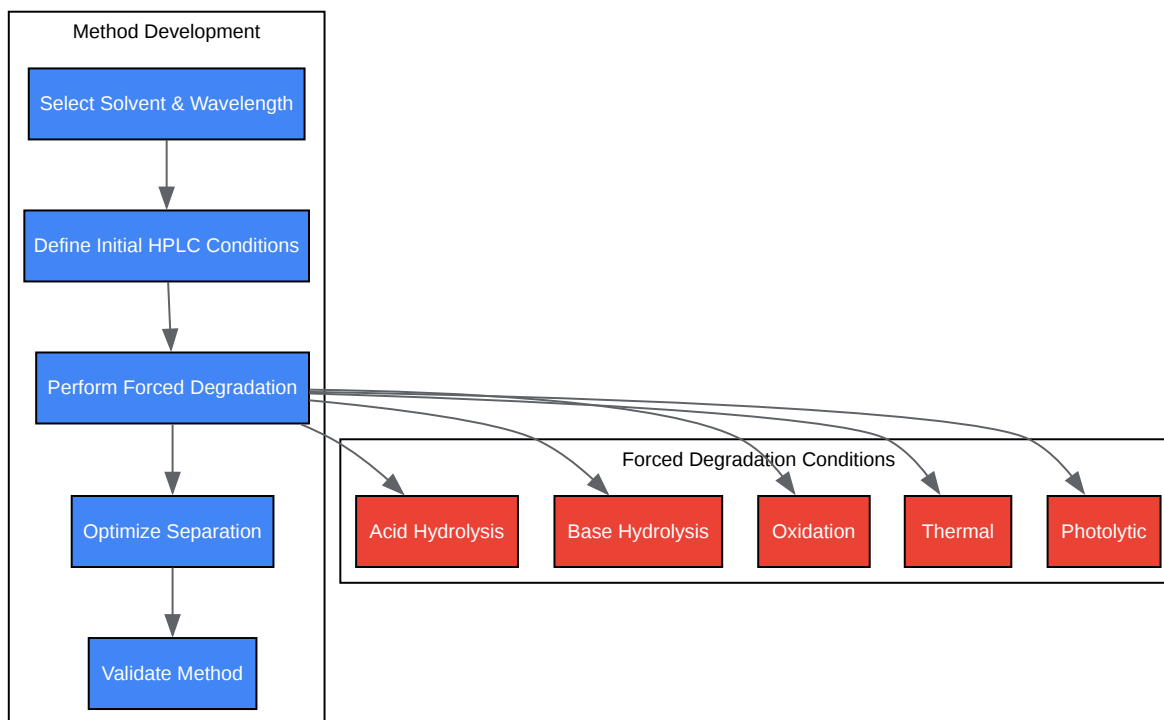 Method Development
Select Solvent & Wavelength
Define Initial HPLC Conditions
Perform Forced Degradation
Optimize Separation
Validate Method
Forced Degradation Conditions
Acid Hydrolysis
Base Hydrolysis
Oxidation
Thermal
Photolytic